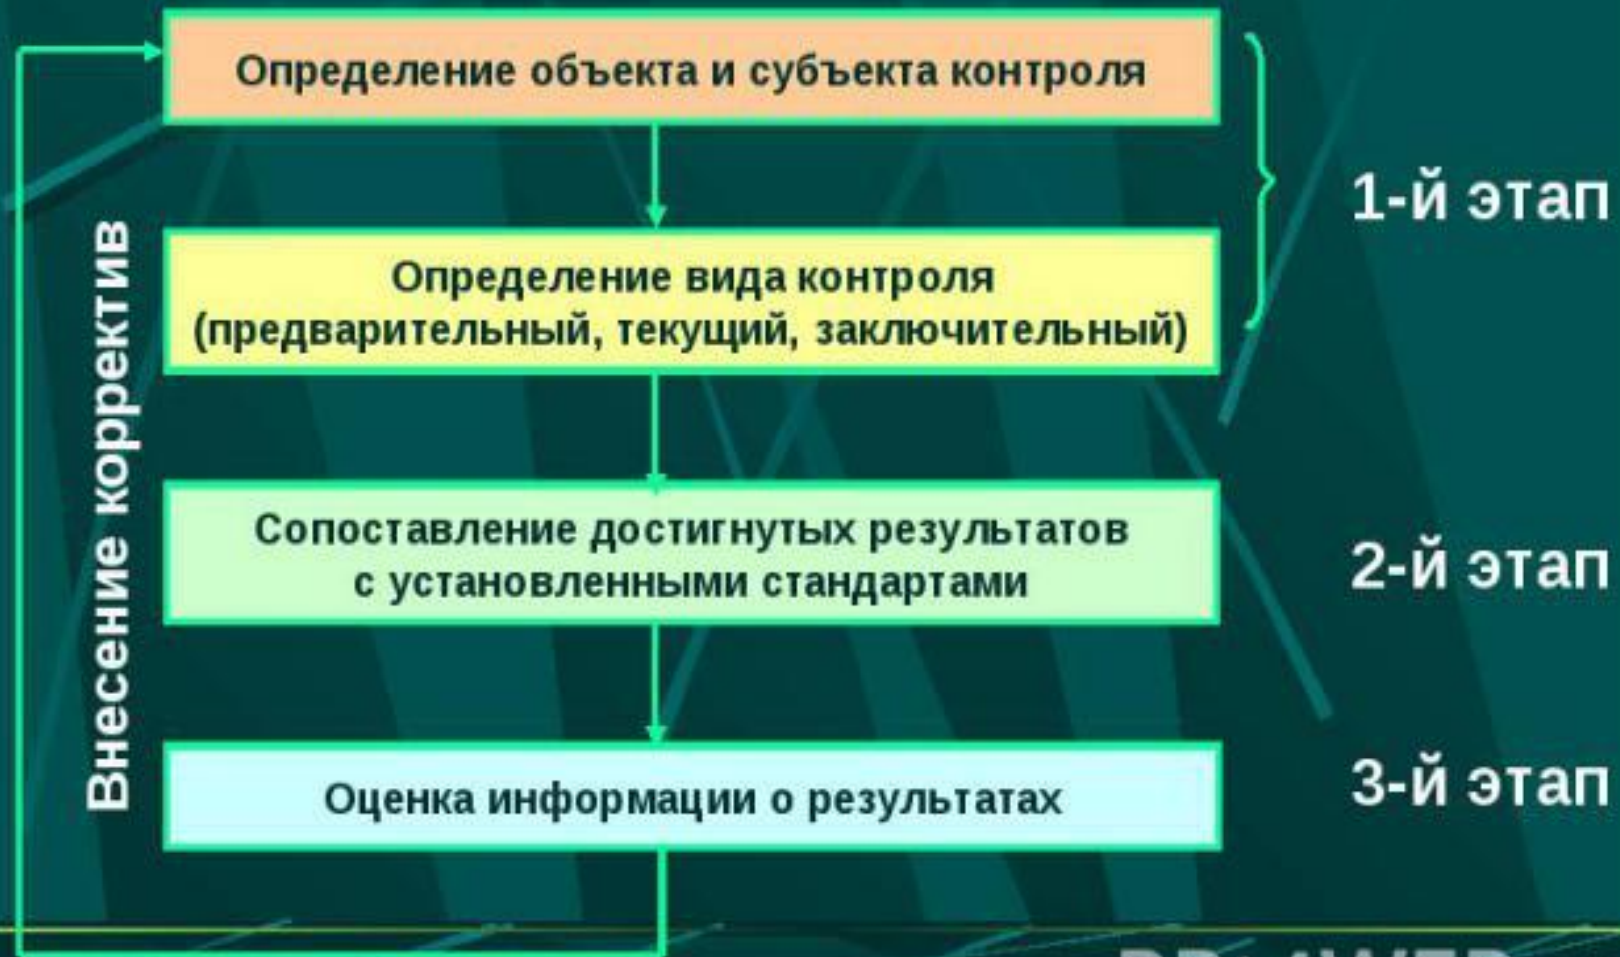 Определение объекта и субъекта контроля
1-й этап
Определение вида контроля
(предварительный, текущий, заключительный)
Внесение корректив
Сопоставление достигнутых результатов
с установленными стандартами
2-й этап
Оценка информации о результатах
3-й этап